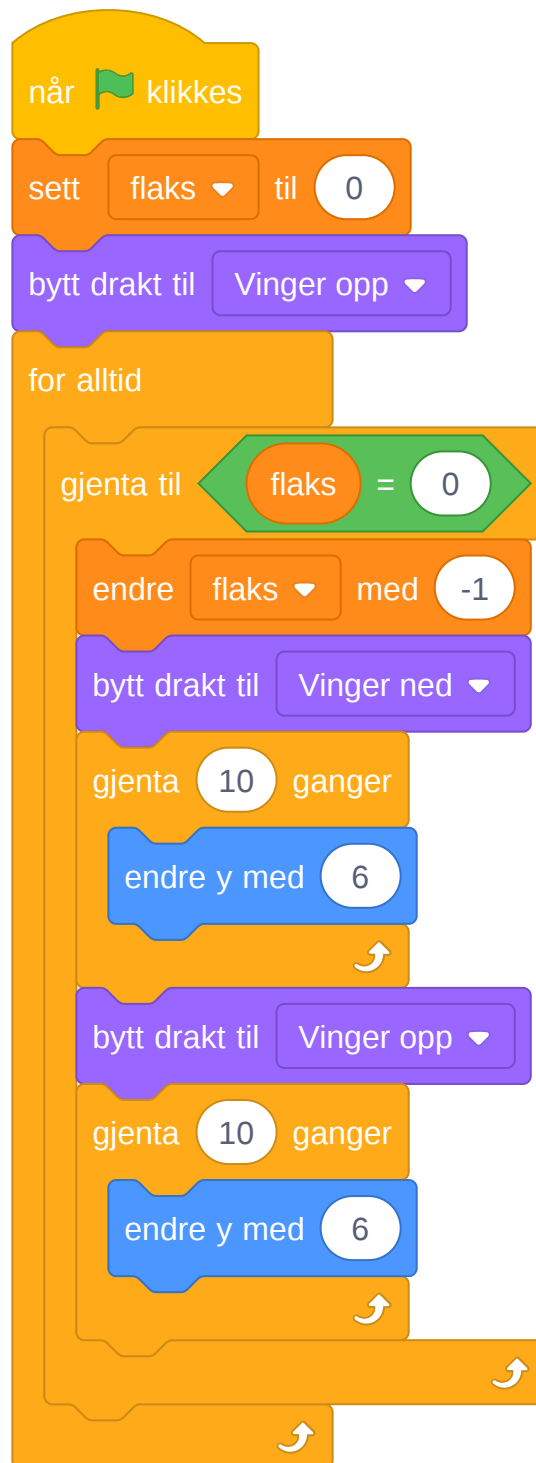 når klikkes
sett flaks til 0
bytt drakt til Vinger opp
for alltid
gjenta til flaks = 0
endre flaks med -1
bytt drakt til Vinger ned
gjenta 10 ganger
endre y med 6
bytt drakt til Vinger opp
gjenta 10 ganger
endre y med 6